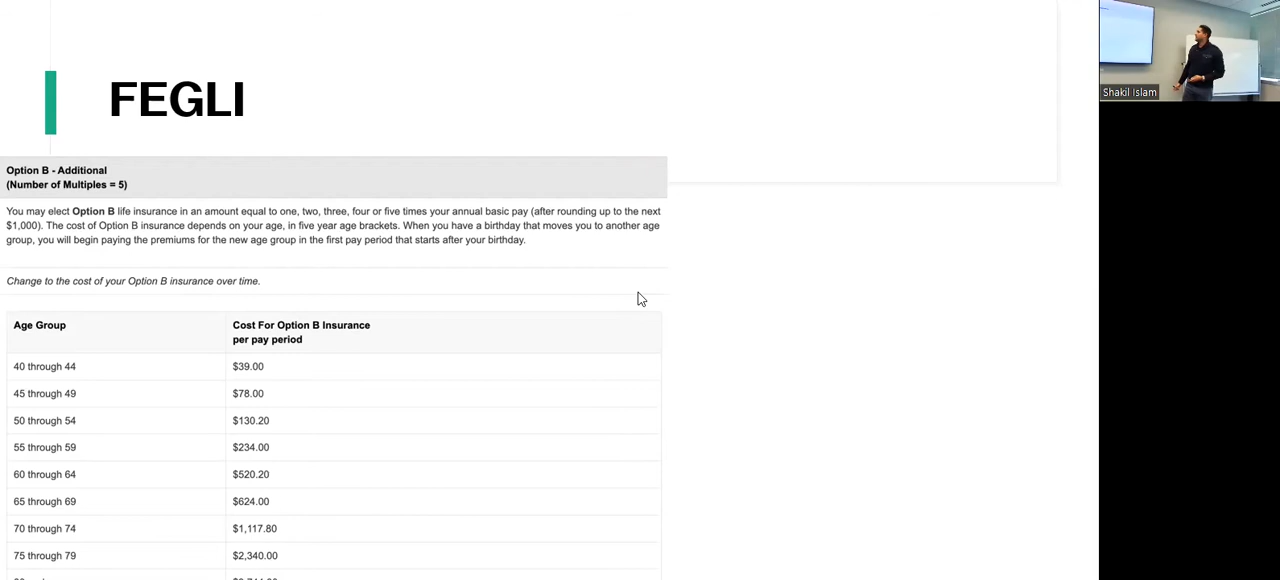 FEGLI
Shakil Islam
Option B - Additional
(Number of Multiples = 5)
You may elect Option B life insurance in an amount equal to one, two, three, four or five times your annual basic pay (after rounding up to the next
$1,000). The cost of Option B insurance depends on your age, in five year age brackets. When you have a birthday that moves you to another age
group, you will begin paying the premiums for the new age group in the first pay period that starts after your birthday.
Change to the cost of your Option B insurance over time.
Age Group Cost For Option B Insurance
per pay period
40 through 44 $39.00
45 through 49 $78.00
50 through 54 $130.20
55 through 59 $234.00
60 through 64 $520.20
65 through 69 $624.00
70 through 74 $1,117.80
75 through 79 $2,340.00